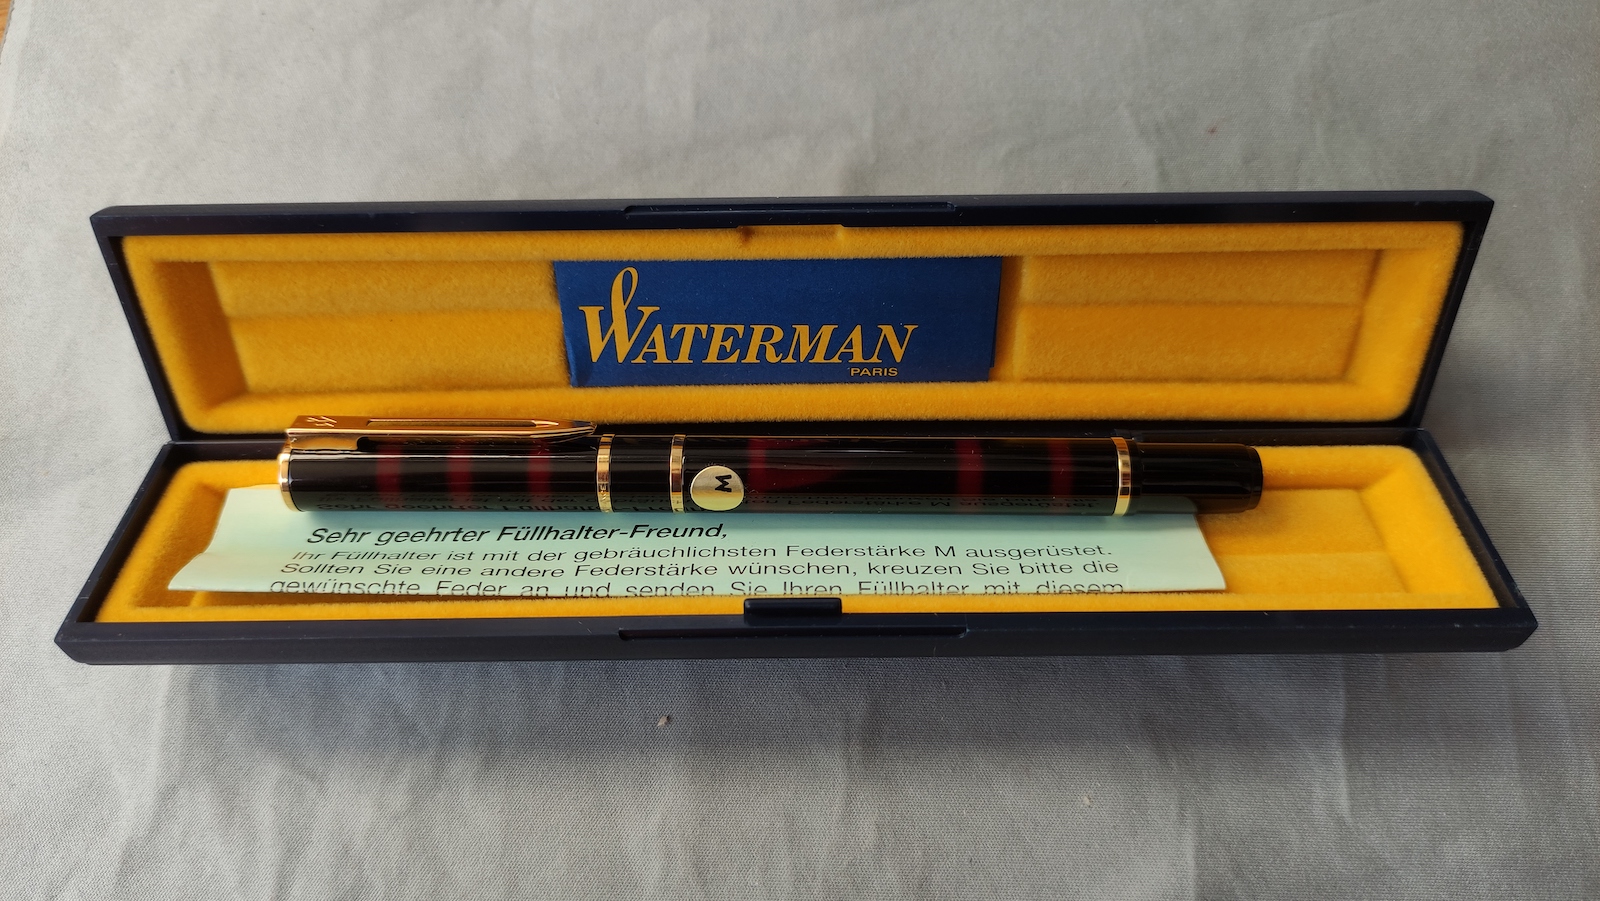 WATERMAN
PARIS
M
Sehr geehrter Füllhalter-Freund,
Ihr Füllhalter ist mit der gebräuchlichsten Federstärke M ausgerüstet.
Sollten Sie eine andere Federstärke wünschen, kreuzen Sie bitte die
gewünschte Feder an und senden Sie Ihren Füllhalter mit diesem